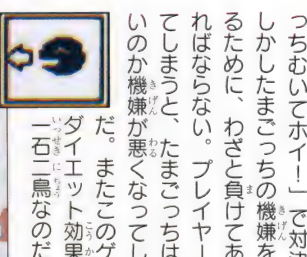 っちむいてホイ！」で対決
しかしたまごっちの機嫌を
るために、わざと負けてあ
ればならない。プレイヤー
てしまうと、たまごっちは
いのか機嫌が悪くなってし
だ。またこのゲ
ダイエット効果
一石二鳥なのだ